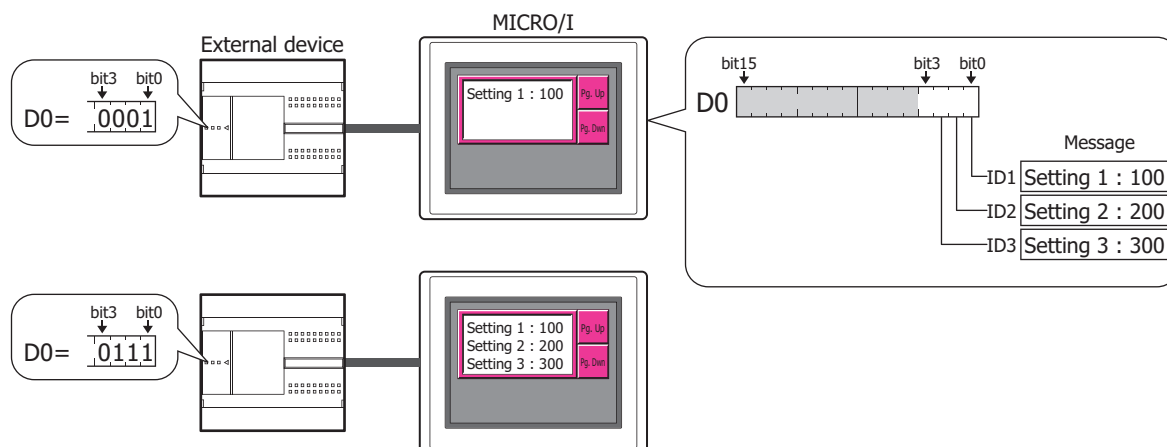 MICRO/I
External device
bit3 bit0
D0= 0001
Setting 1 : 100
Pg. Up
Pg. Dwn
bit15 bit3 bit0
D0
Message
ID1 Setting 1 : 100
ID2 Setting 2 : 200
ID3 Setting 3 : 300
bit3 bit0
D0= 0111
Setting 1 : 100
Setting 2 : 200
Setting 3 : 300
Pg. Up
Pg. Dwn